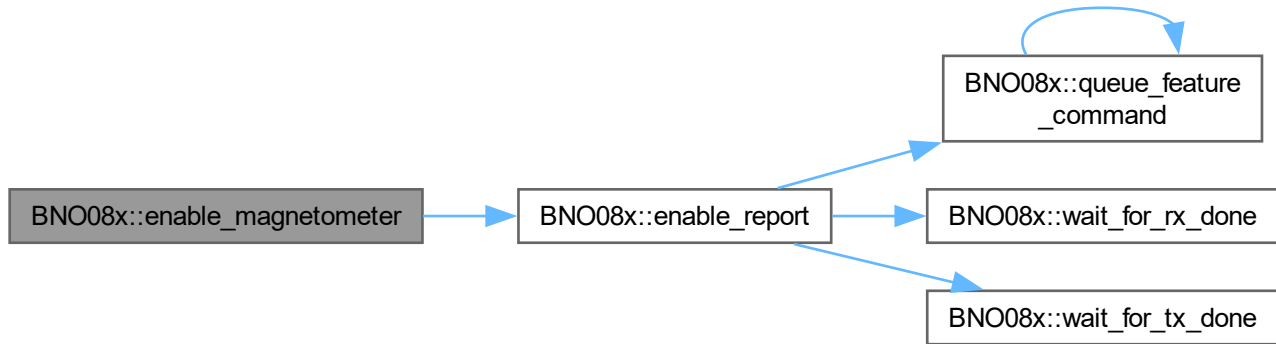 BNO08x::queue_feature
_command
BNO08x::enable_magnetometer
BNO08x::enable_report
BNO08x::wait_for_rx_done
BNO08x::wait_for_tx_done